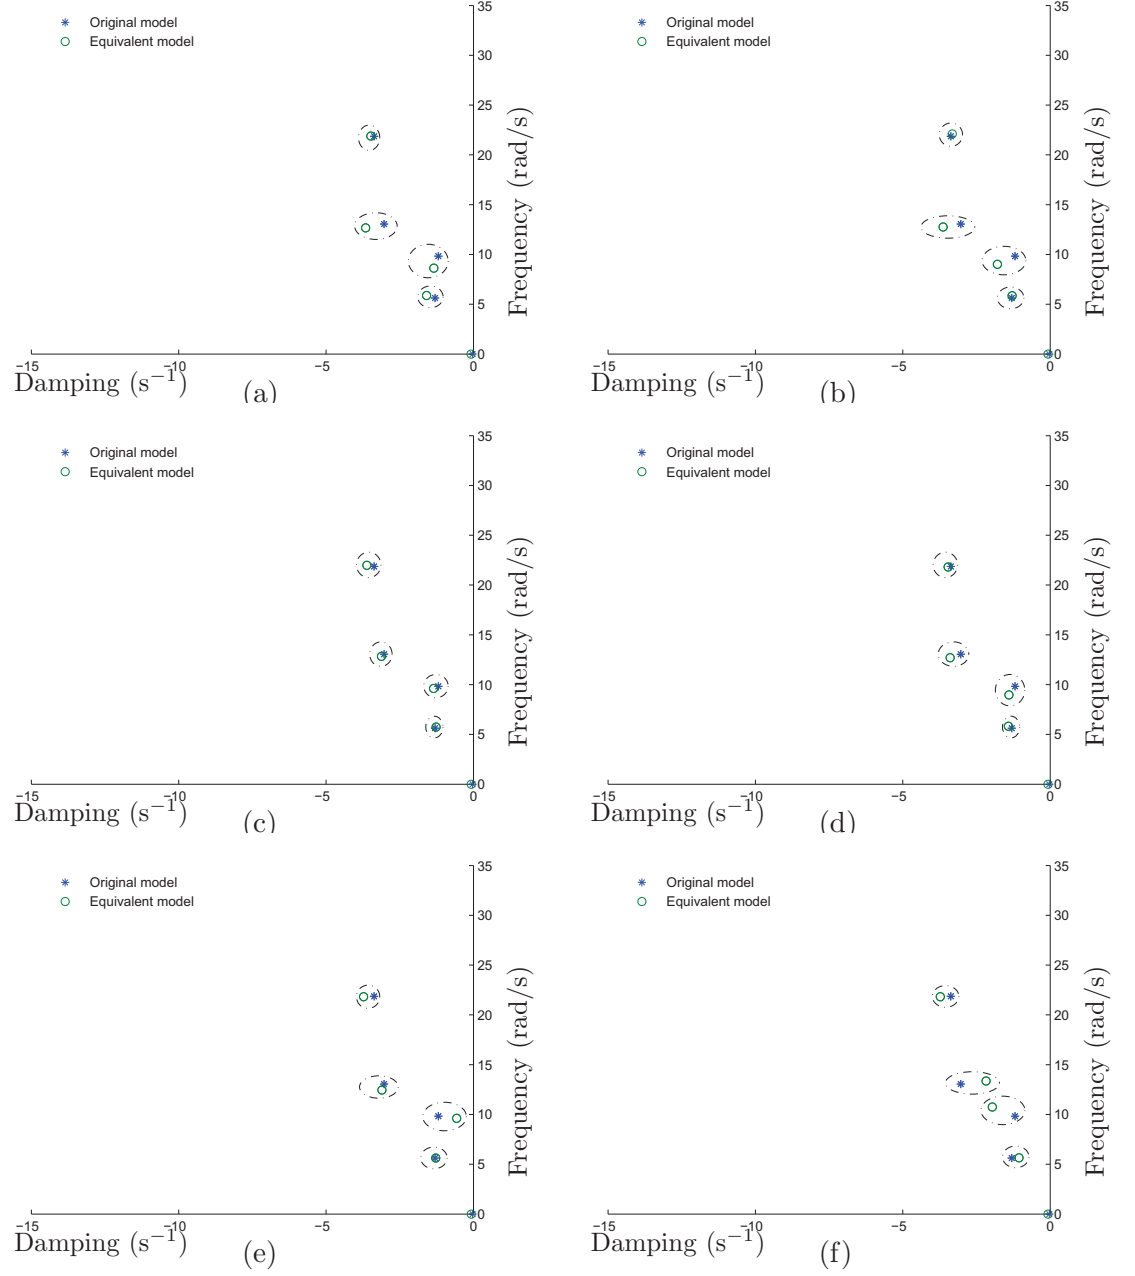 Original model
Equivalent model
35
30
25
20
15
10
5
0
Frequency (rad/s)
−15 −10 −5
Damping (s−1)
(a)
Original model
Equivalent model
35
30
25
20
15
10
5
0
Frequency (rad/s)
−15 −10 −5 0
Damping (s−1)
(b)
Original model
Equivalent model
35
30
25
20
15
10
5
0
Frequency (rad/s)
−15 −10 −5 0
Damping (s−1)
(c)
Original model
Equivalent model
35
30
25
20
15
10
5
0
Frequency (rad/s)
−15 −10 −5 0
Damping (s−1)
(d)
Original model
Equivalent model
35
30
25
20
15
10
5
0
Frequency (rad/s)
−15 −10 −5 0
Damping (s−1)
(e)
Original model
Equivalent model
35
30
25
20
15
10
5
0
Frequency (rad/s)
−15 −10 −5 0
Damping (s−1)
(f)